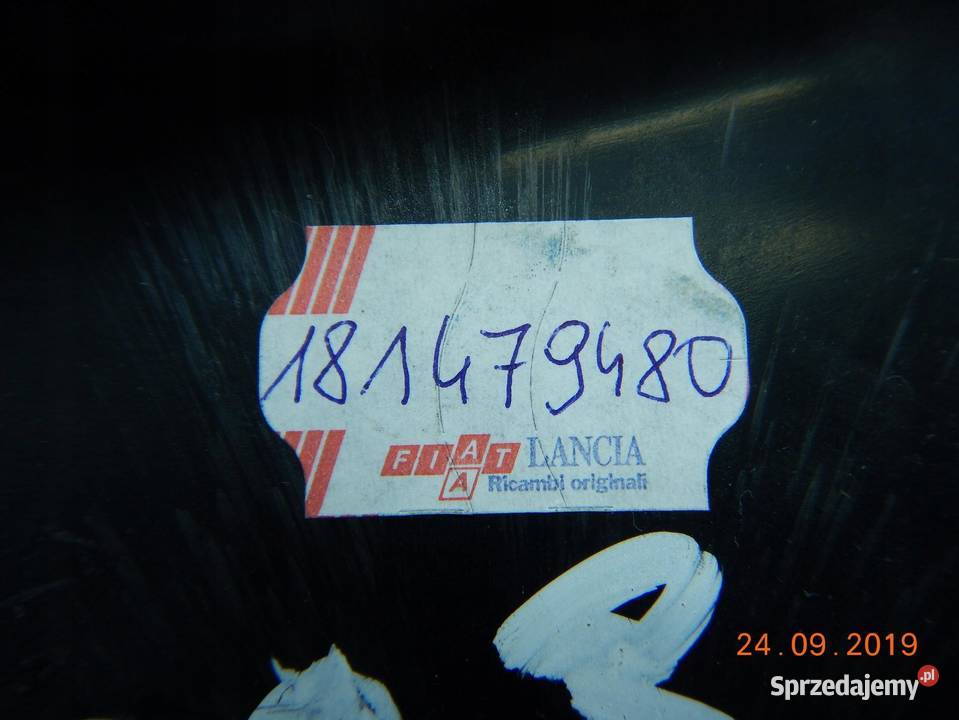 181479480
FIAT LANCIA
A Ricambi originali
24.09.2019
Sprzedajemy.pl